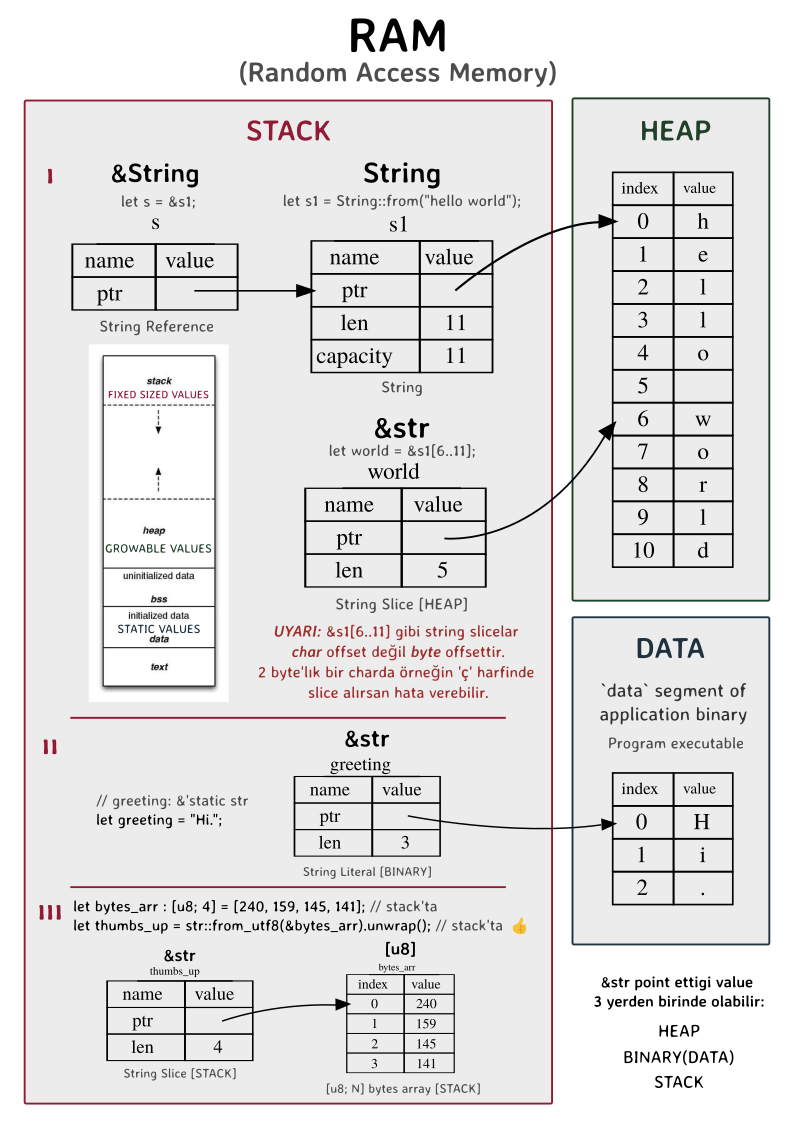 RAM
(Random Access Memory)
STACK
I
&String
let s = &s1;
s
name value
ptr
String Reference
String
let s1 = String::from("hello world");
s1
name value
ptr
len 11
capacity 11
String
stack
FIXED SIZED VALUES
heap
GROWABLE VALUES
uninitialized data
bss
initialized data
STATIC VALUES
data
text
&str
let world = &s1[6..11];
world
name value
ptr
len 5
String Slice [HEAP]
UYARI: &s1[6..11] gibi string slicelar
char offset değil byte offsettir.
2 byte'lık bir charda örneğin 'ç' harfinde
slice alırsan hata verebilir.
II
// greeting: &'static str
let greeting = "Hi.";
&str
greeting
name value
ptr
len 3
String Literal [BINARY]
III
let bytes_arr : [u8; 4] = [240, 159, 145, 141]; // stack'ta
let thumbs_up = str::from_utf8(&bytes_arr).unwrap(); // stack'ta 👍
&str
thumbs_up
name value
ptr
len 4
String Slice [STACK]
[u8]
bytes_arr
index value
0 240
1 159
2 145
3 141
[u8; N] bytes array [STACK]
HEAP
index value
0 h
1 e
2 l
3 l
4 o
5
6 w
7 o
8 r
9 l
10 d
DATA
`data` segment of
application binary
Program executable
index value
0 H
1 i
2 .
&str point ettigi value
3 yerden birinde olabilir:
HEAP
BINARY(DATA)
STACK